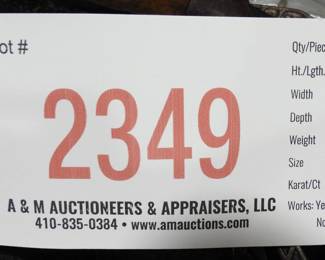 ot #
2349
A & M AUCTIONEERS & APPRAISERS, LLC
410-835-0384 • www.amauctions.com
Qty/Piec
Ht./Lgth.
Width
Depth
Weight
Size
Karat/Ct
Works: Ye
No